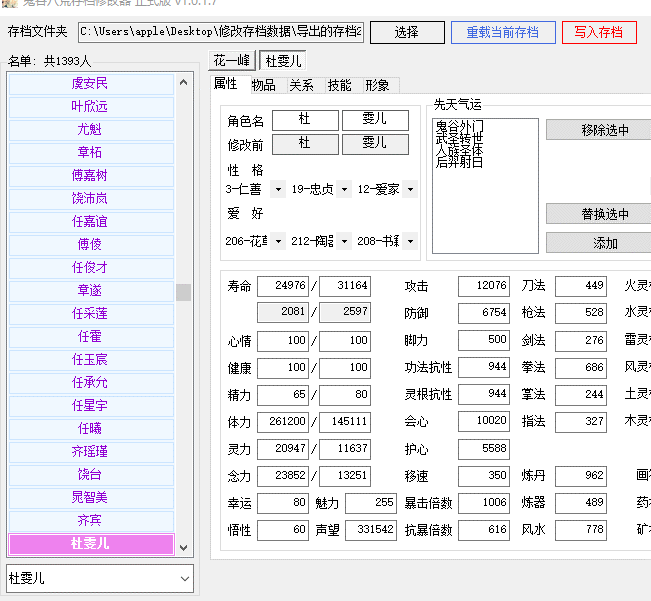 鬼谷八荒存档修改器 正式版 V1.0.1.7
存档文件夹 C:\Users\apple\Desktop\修改存档数据\导出的存档2 选择 重载当前存档 写入存档
名单: 共1393人
虞安民
叶欣远
尤魁
章柘
傅嘉树
饶沛岚
任嘉谊
傅倰
任俊才
章遂
任采莲
任霍
任玉宸
任承允
任星宇
任曦
齐瑶瑾
饶台
晁智美
齐宾
杜雯儿
杜雯儿
花一峰 杜雯儿
属性 物品 关系 技能 形象
角色名 杜 雯儿
修改前 杜 雯儿
性 格
3-仁善 19-忠贞 12-爱家
爱 好
206-花草 212-陶器 208-书籍
先天气运
鬼谷外门
武圣转世
人族圣体
后羿射日
移除选中
替换选中
添加
寿命 24976 / 31164 攻击 12076 刀法 449 火灵
2081 / 2597 防御 6754 枪法 528 水灵
心情 100 / 100 脚力 500 剑法 276 雷灵
健康 100 / 100 功法抗性 944 拳法 686 风灵
精力 65 / 80 灵根抗性 944 掌法 244 土灵
体力 261200 / 145111 会心 10020 指法 327 木灵
灵力 20947 / 11637 护心 5588
念力 23852 / 13251 移速 350 炼丹 962 画
幸运 80 魅力 255 暴击倍数 1006 炼器 489 药
悟性 60 声望 331542 抗暴倍数 616 风水 778 矿